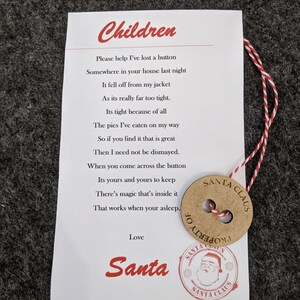 Children
Please help I've lost a button
Somewhere in your house last night
It fell off from my jacket
As its really far too tight.
Its tight because of all
The pies I've eaten on my way
So if you find it that is great
Then I need not be dismayed.
When you come across the button
Its yours and yours to keep
There's magic that's inside it
That works when your asleep.
Love
Santa
SANTA CLAUS
PROPERTY OF
SANTA CLAUS
SANTA CLAUS